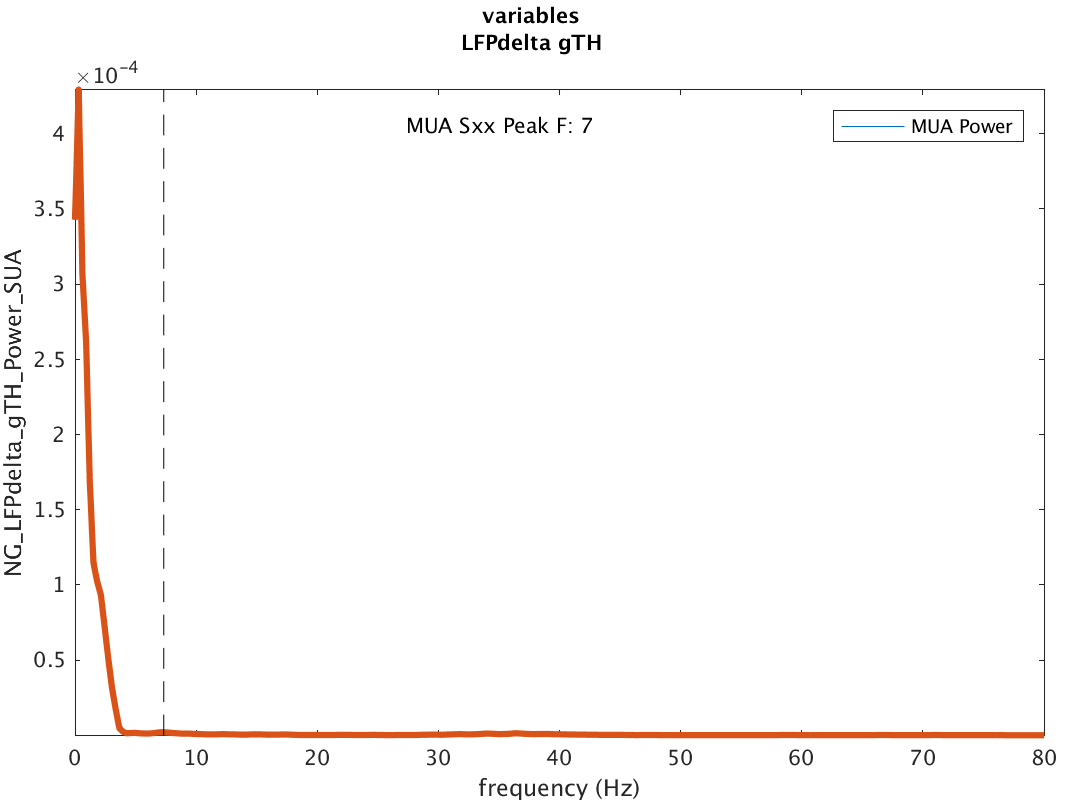 variables
LFPdelta gTH
×10⁻⁴
MUA Sxx Peak F: 7
MUA Power
4
3.5
3
2.5
2
1.5
1
0.5
NG_LFPdelta_gTH_Power_SUA
0 10 20 30 40 50 60 70 80
frequency (Hz)